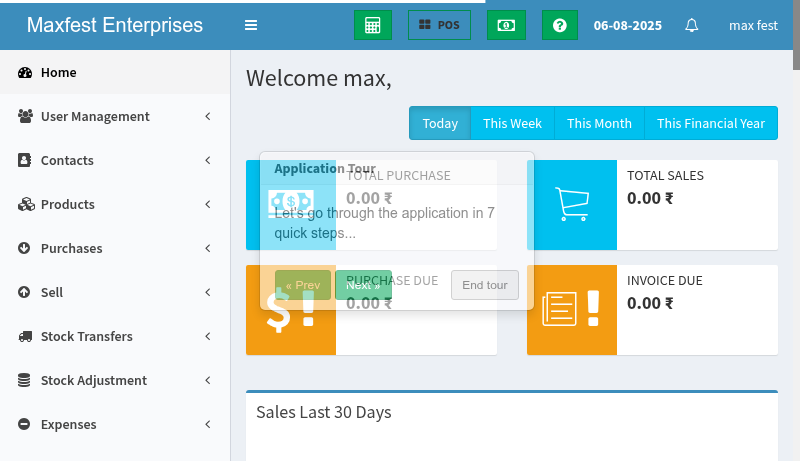 Maxfest Enterprises
POS
06-08-2025
max fest
Home
User Management
Contacts
Products
Purchases
Sell
Stock Transfers
Stock Adjustment
Expenses
Welcome max,
Today
This Week
This Month
This Financial Year
Application Tour
Let's go through the application in 7
quick steps...
« Prev
Next »
End tour
TOTAL PURCHASE
0.00 ₹
TOTAL SALES
0.00 ₹
PURCHASE DUE
0.00 ₹
INVOICE DUE
0.00 ₹
Sales Last 30 Days